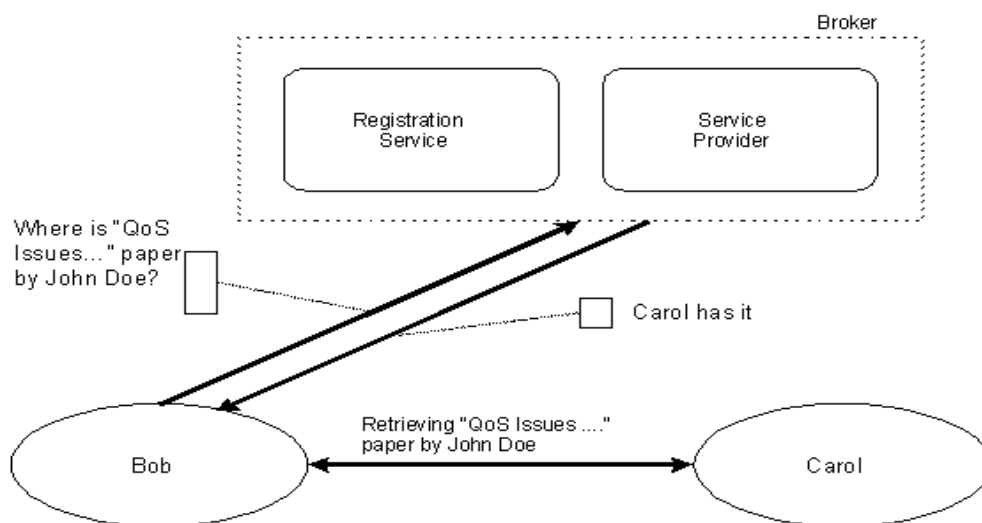 Broker
Registration
Service
Service
Provider
Where is "QoS
Issues..." paper
by John Doe?
Carol has it
Retrieving "QoS Issues ...."
paper by John Doe
Bob
Carol